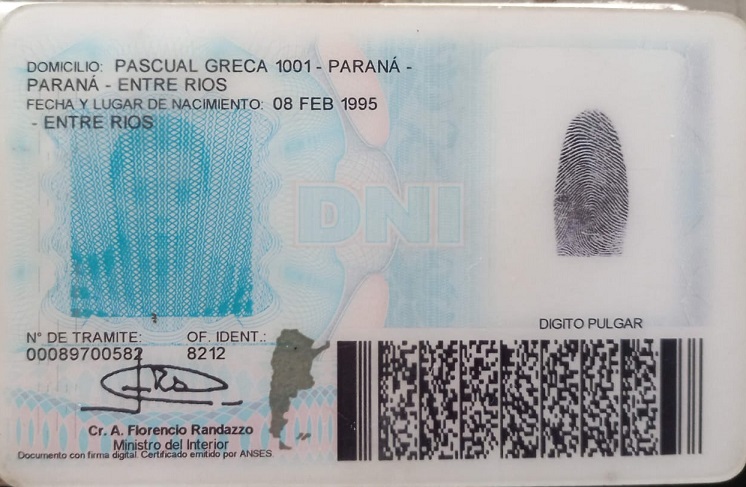 DOMICILIO: PASCUAL GRECA 1001 - PARANÁ -
PARANÁ - ENTRE RIOS
FECHA Y LUGAR DE NACIMIENTO: 08 FEB 1995
- ENTRE RIOS
DNI
DIGITO PULGAR
N° DE TRAMITE: OF. IDENT.:
00089700582 8212
Cr. A. Florencio Randazzo
Ministro del Interior
Documento con firma digital. Certificado emitido por ANSES.